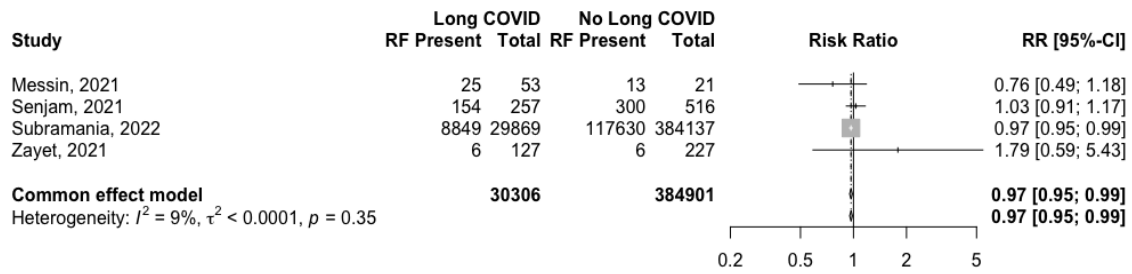 Long COVID No Long COVID
Study RF Present Total RF Present Total Risk Ratio RR [95%-CI]
Messin, 2021 25 53 13 21 0.76 [0.49; 1.18]
Senjam, 2021 154 257 300 516 1.03 [0.91; 1.17]
Subramania, 2022 8849 29869 117630 384137 0.97 [0.95; 0.99]
Zayet, 2021 6 127 6 227 1.79 [0.59; 5.43]
Common effect model 30306 384901 0.97 [0.95; 0.99]
Heterogeneity: I² = 9%, τ² < 0.0001, p = 0.35 0.97 [0.95; 0.99]
0.2 0.5 1 2 5